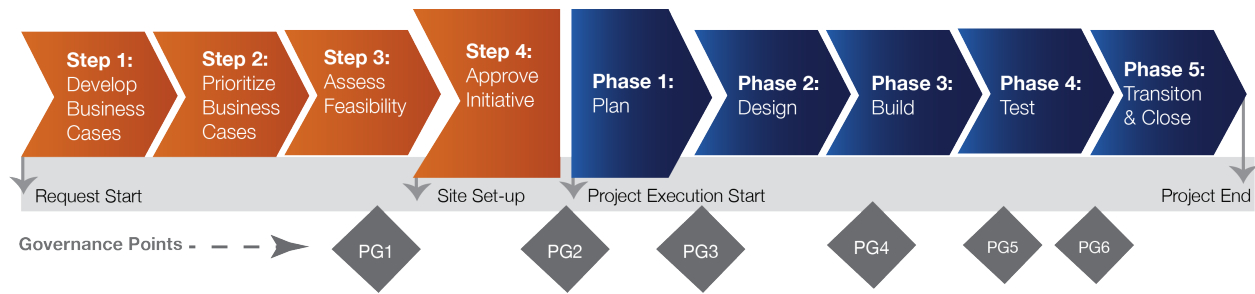 Step 1:
Develop
Business
Cases
Step 2:
Prioritize
Business
Cases
Step 3:
Assess
Feasibility
Step 4:
Approve
Initiative
Phase 1:
Plan
Phase 2:
Design
Phase 3:
Build
Phase 4:
Test
Phase 5:
Transiton
& Close
Request Start
Site Set-up
Project Execution Start
Project End
Governance Points
PG1
PG2
PG3
PG4
PG5
PG6